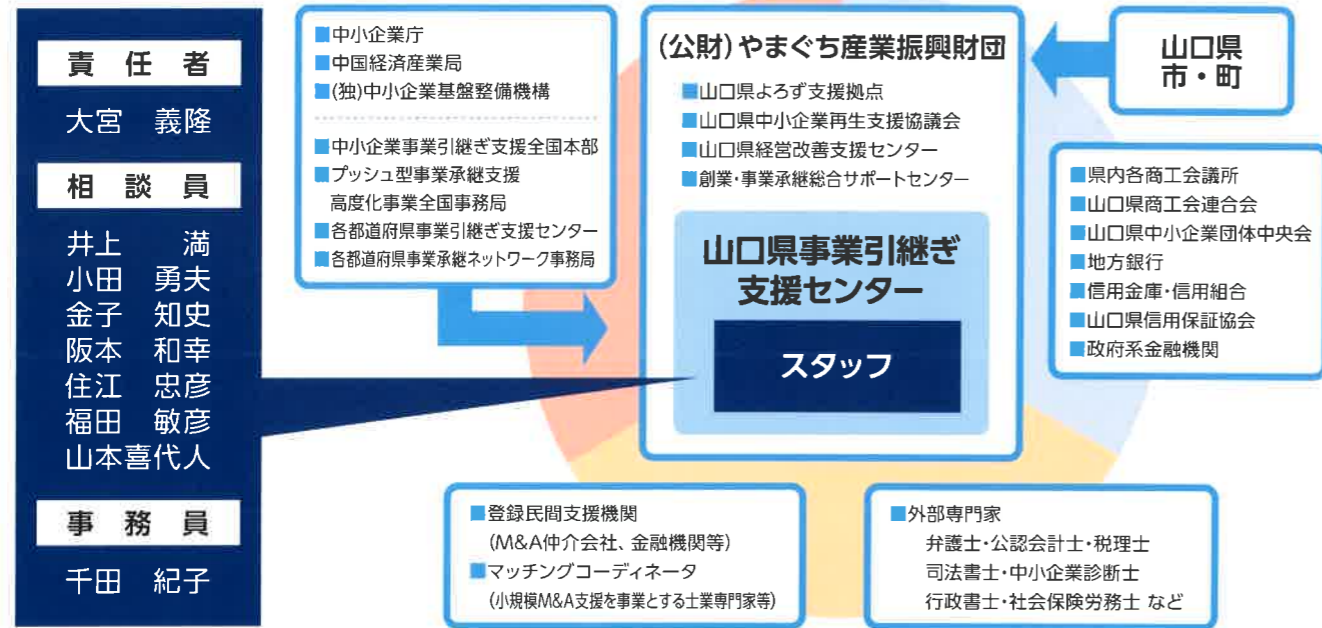 責任者
大宮 義隆
相談員
井上 満
小田 勇夫
金子 知史
阪本 和幸
住江 忠彦
福田 敏彦
山本喜代人
事務員
千田 紀子
■中小企業庁
■中国経済産業局
■(独)中小企業基盤整備機構
■中小企業事業引継ぎ支援全国本部
■プッシュ型事業承継支援
高度化事業全国事務局
■各都道府県事業引継ぎ支援センター
■各都道府県事業承継ネットワーク事務局
(公財)やまぐち産業振興財団
■山口県よろず支援拠点
■山口県中小企業再生支援協議会
■山口県経営改善支援センター
■創業・事業承継総合サポートセンター
山口県事業引継ぎ
支援センター
スタッフ
山口県
市・町
■県内各商工会議所
■山口県商工会連合会
■山口県中小企業団体中央会
■地方銀行
■信用金庫・信用組合
■山口県信用保証協会
■政府系金融機関
■登録民間支援機関
(M&A仲介会社、金融機関等)
■マッチングコーディネータ
(小規模M&A支援を事業とする士業専門家等)
■外部専門家
弁護士・公認会計士・税理士
司法書士・中小企業診断士
行政書士・社会保険労務士 など